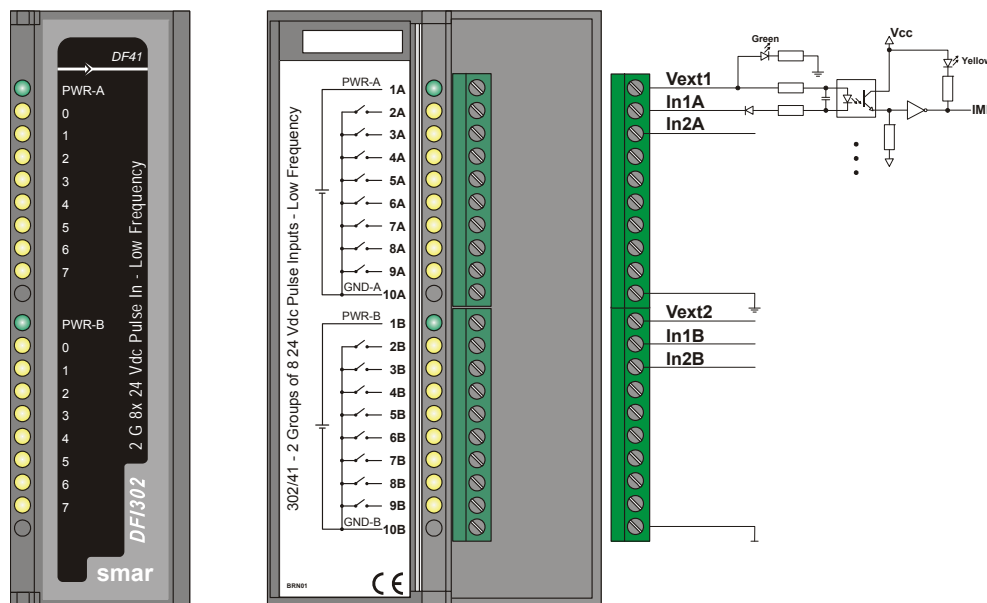 DF41
PWR-A
0
1
2
3
4
5
6
7
PWR-B
0
1
2
3
4
5
6
7
2 G 8x 24 Vdc Pulse In - Low Frequency
DFI302
smar
302/41 - 2 Groups of 8 24 Vdc Pulse Inputs - Low Frequency
PWR-A 1A
2A
3A
4A
5A
6A
7A
8A
9A
GND-A 10A
PWR-B 1B
2B
3B
4B
5B
6B
7B
8B
9B
GND-B 10B
BRN01
CE
Vext1
In1A
In2A
Vext2
In1B
In2B
Green
Vcc
Yellow